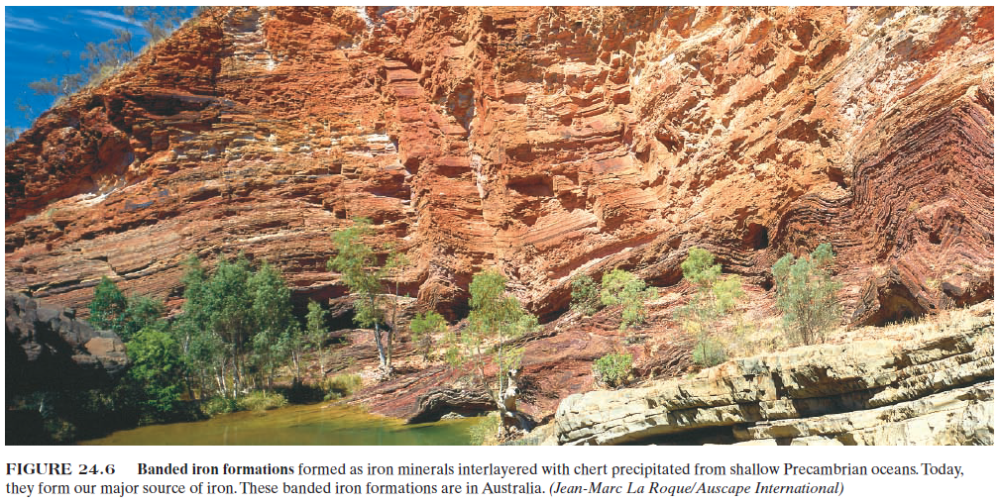 FIGURE 24.6 Banded iron formations formed as iron minerals interlayered with chert precipitated from shallow Precambrian oceans. Today,
they form our major source of iron. These banded iron formations are in Australia. (Jean-Marc La Roque/Auscape International)